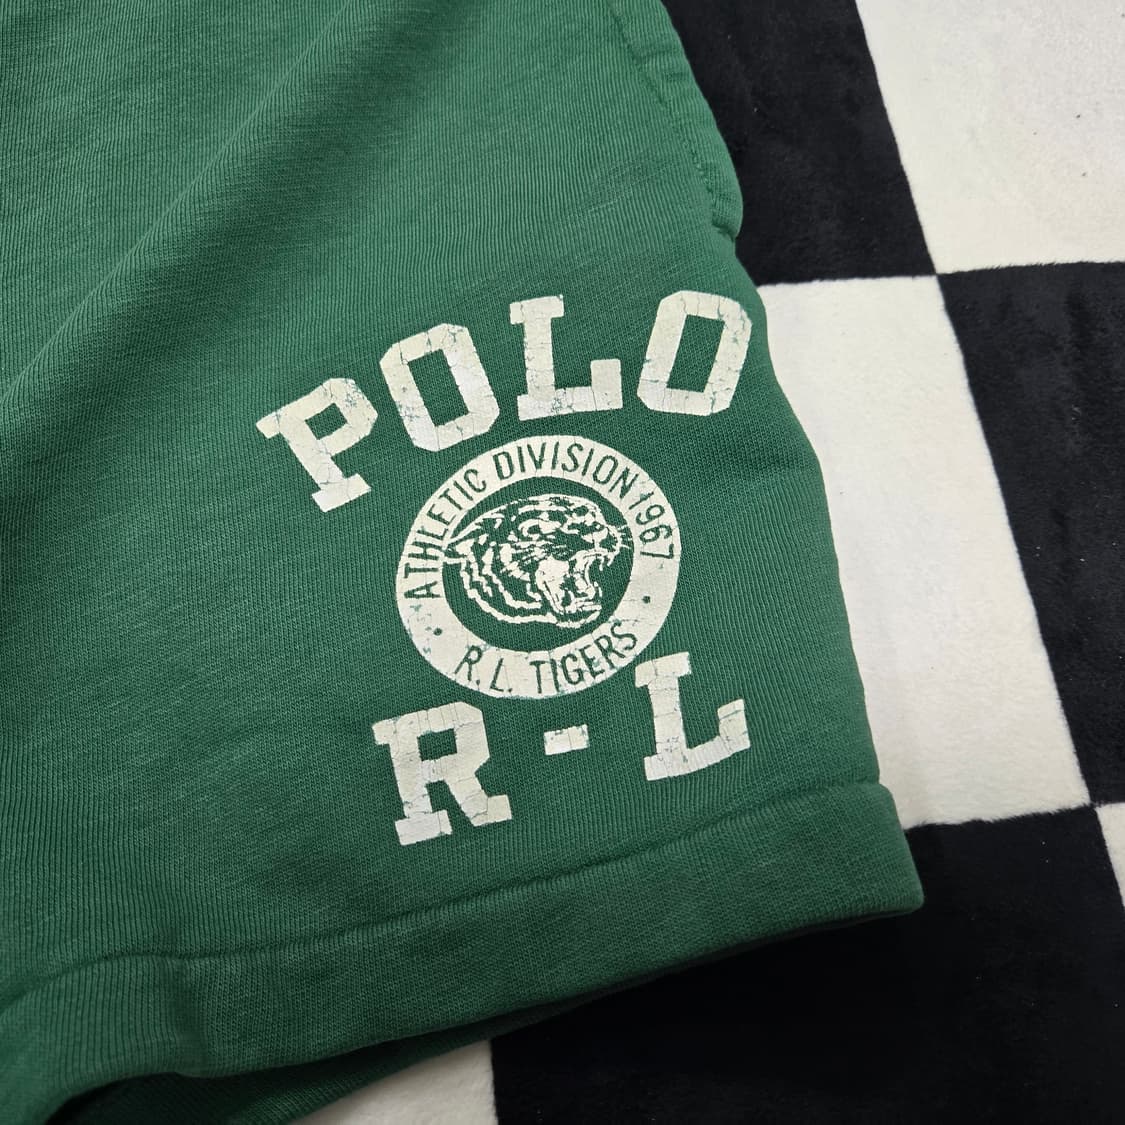 POLO
ATHLETIC DIVISION 1967
R.L. TIGERS
R - L